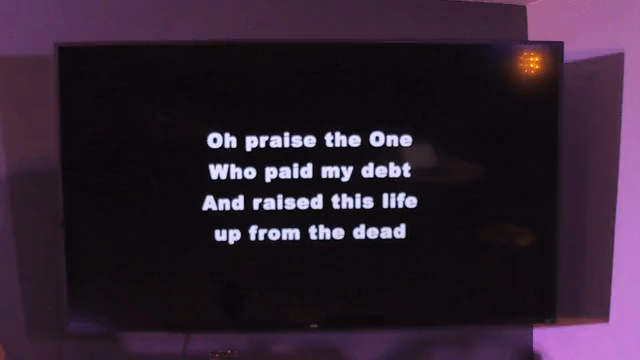 Oh praise the One
Who paid my debt
And raised this life
up from the dead